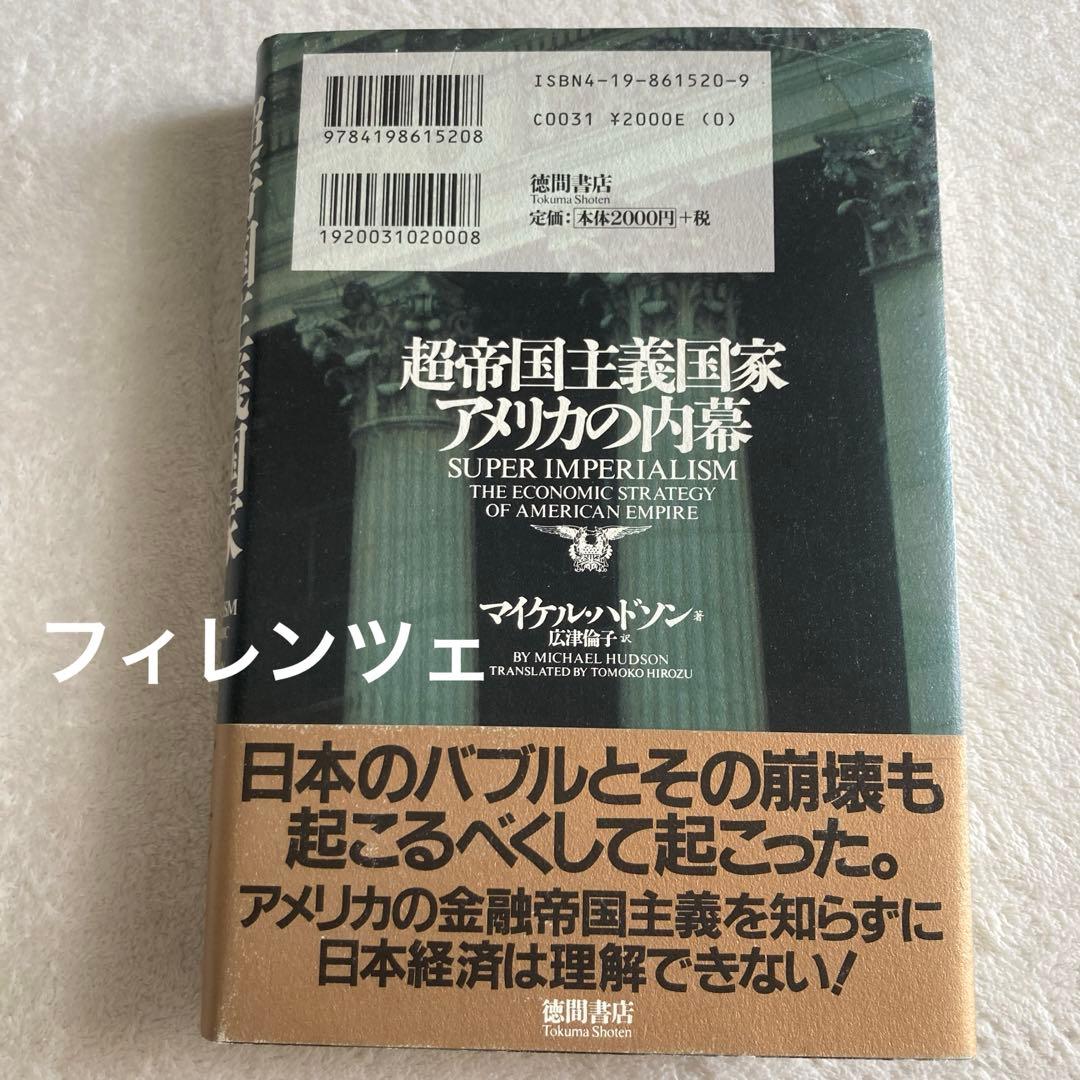 ISBN4-19-861520-9
C0031 ¥2000E (0)
9784198615208
徳間書店
Tokuma Shoten
定価：本体2000円＋税
1920031020008
超帝国主義国家
アメリカの内幕
SUPER IMPERIALISM
THE ECONOMIC STRATEGY
OF AMERICAN EMPIRE
マイケル・ハドソン 著
広津倫子 訳
BY MICHAEL HUDSON
TRANSLATED BY TOMOKO HIROZU
フィレンツェ
日本のバブルとその崩壊も
起こるべくして起こった。
アメリカの金融帝国主義を知らずに
日本経済は理解できない！
徳間書店
Tokuma Shoten